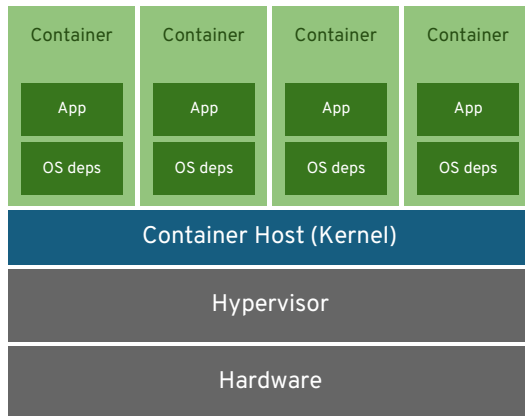 Container Container Container Container
App App App App
OS deps OS deps OS deps OS deps
Container Host (Kernel)
Hypervisor
Hardware